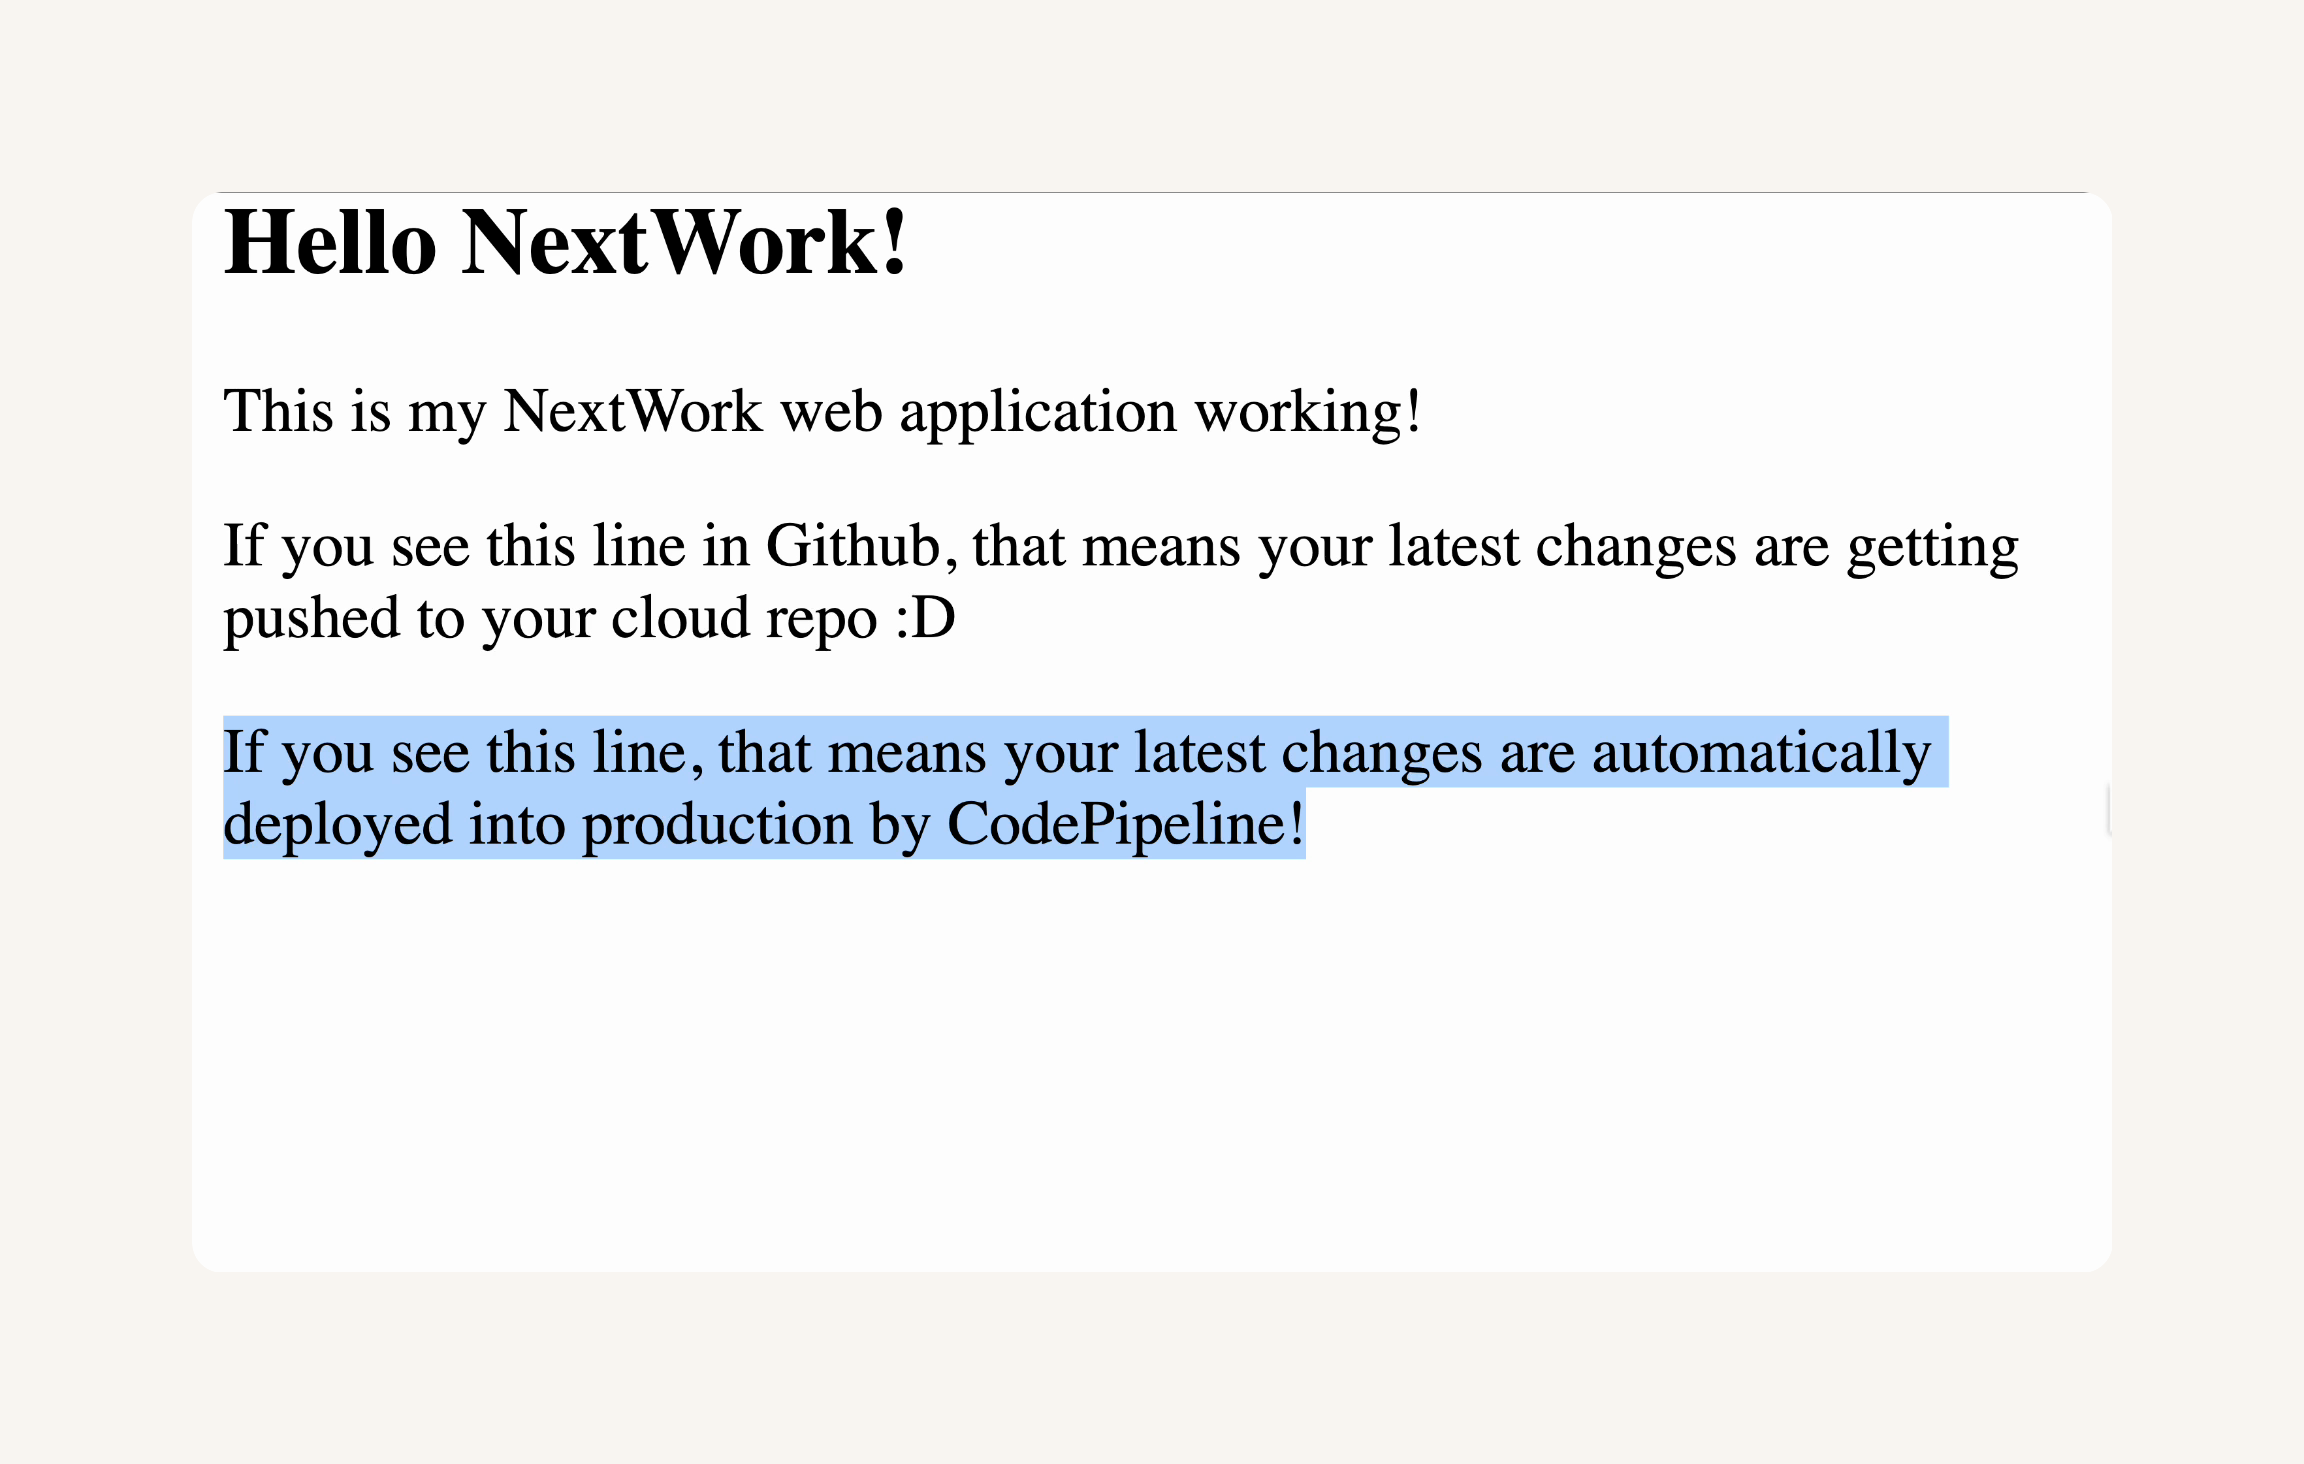 Hello NextWork!
This is my NextWork web application working!
If you see this line in Github, that means your latest changes are getting
pushed to your cloud repo :D
If you see this line, that means your latest changes are automatically
deployed into production by CodePipeline!